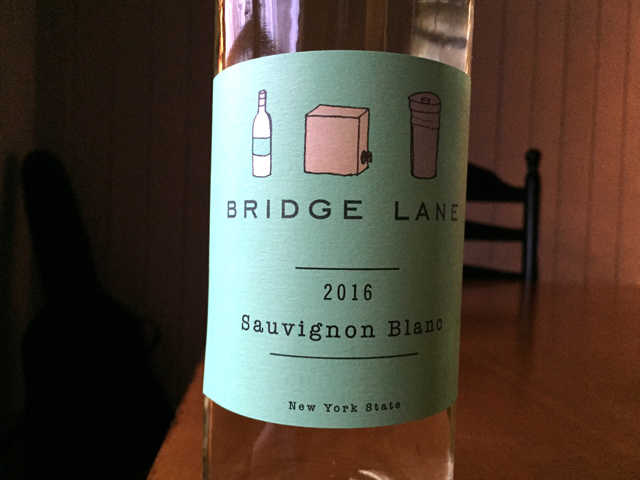 BRIDGE LANE
2016
Sauvignon Blanc
New York State